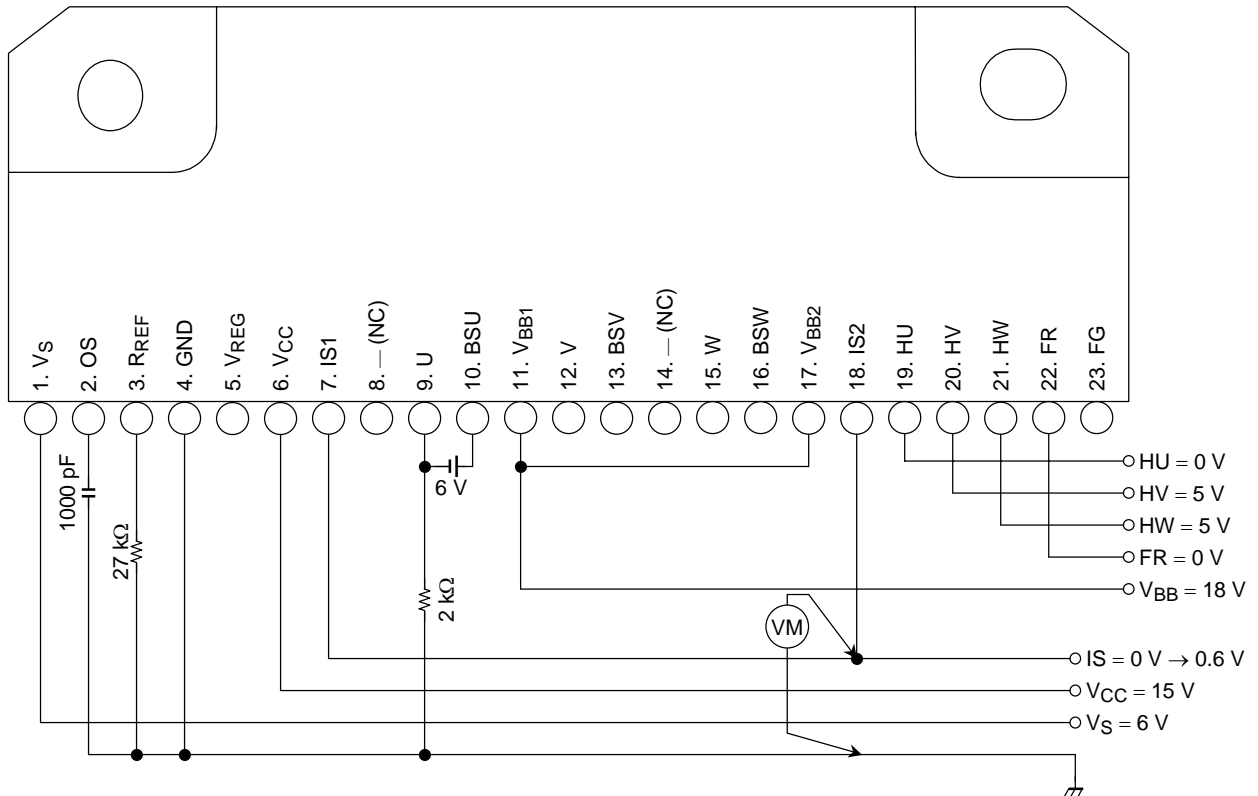 1. VS
2. OS
3. RREF
4. GND
5. VREG
6. VCC
7. IS1
8. — (NC)
9. U
10. BSU
11. VBB1
12. V
13. BSV
14. — (NC)
15. W
16. BSW
17. VBB2
18. IS2
19. HU
20. HV
21. HW
22. FR
23. FG
1000 pF
27 kΩ
6 V
2 kΩ
VM
HU = 0 V
HV = 5 V
HW = 5 V
FR = 0 V
VBB = 18 V
IS = 0 V → 0.6 V
VCC = 15 V
VS = 6 V